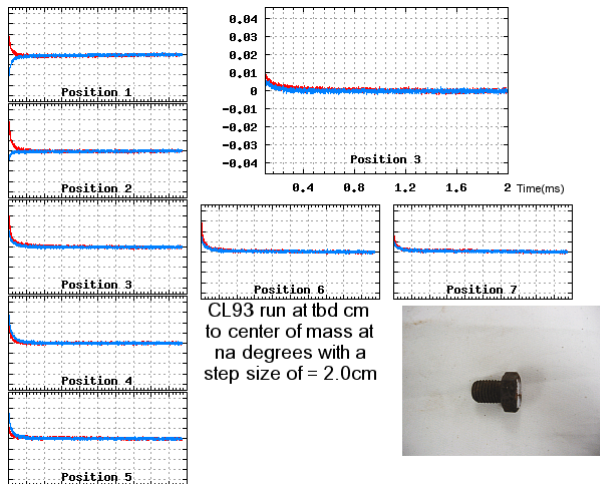 Position 1
Position 2
Position 3
Position 4
Position 5
0.04
0.03
0.02
0.01
0
-0.01
-0.02
-0.03
-0.04
Position 3
0.4 0.8 1.2 1.6 2 Time(ms)
Position 6
Position 7
CL93 run at tbd cm
to center of mass at
na degrees with a
step size of = 2.0cm